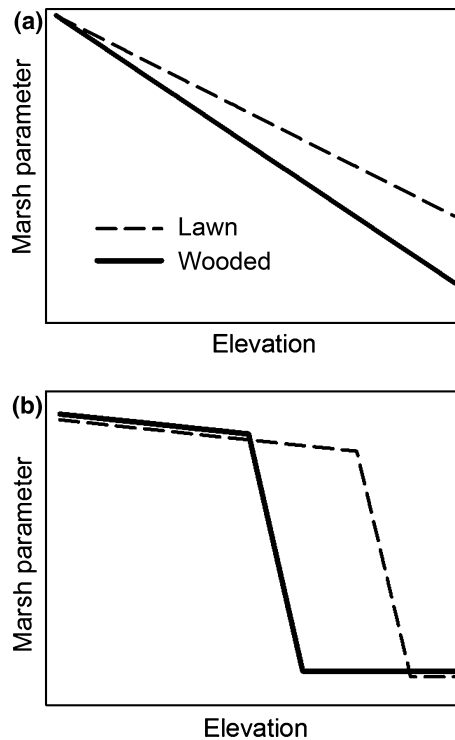 (a)
Marsh parameter
Lawn
Wooded
Elevation
(b)
Marsh parameter
Elevation